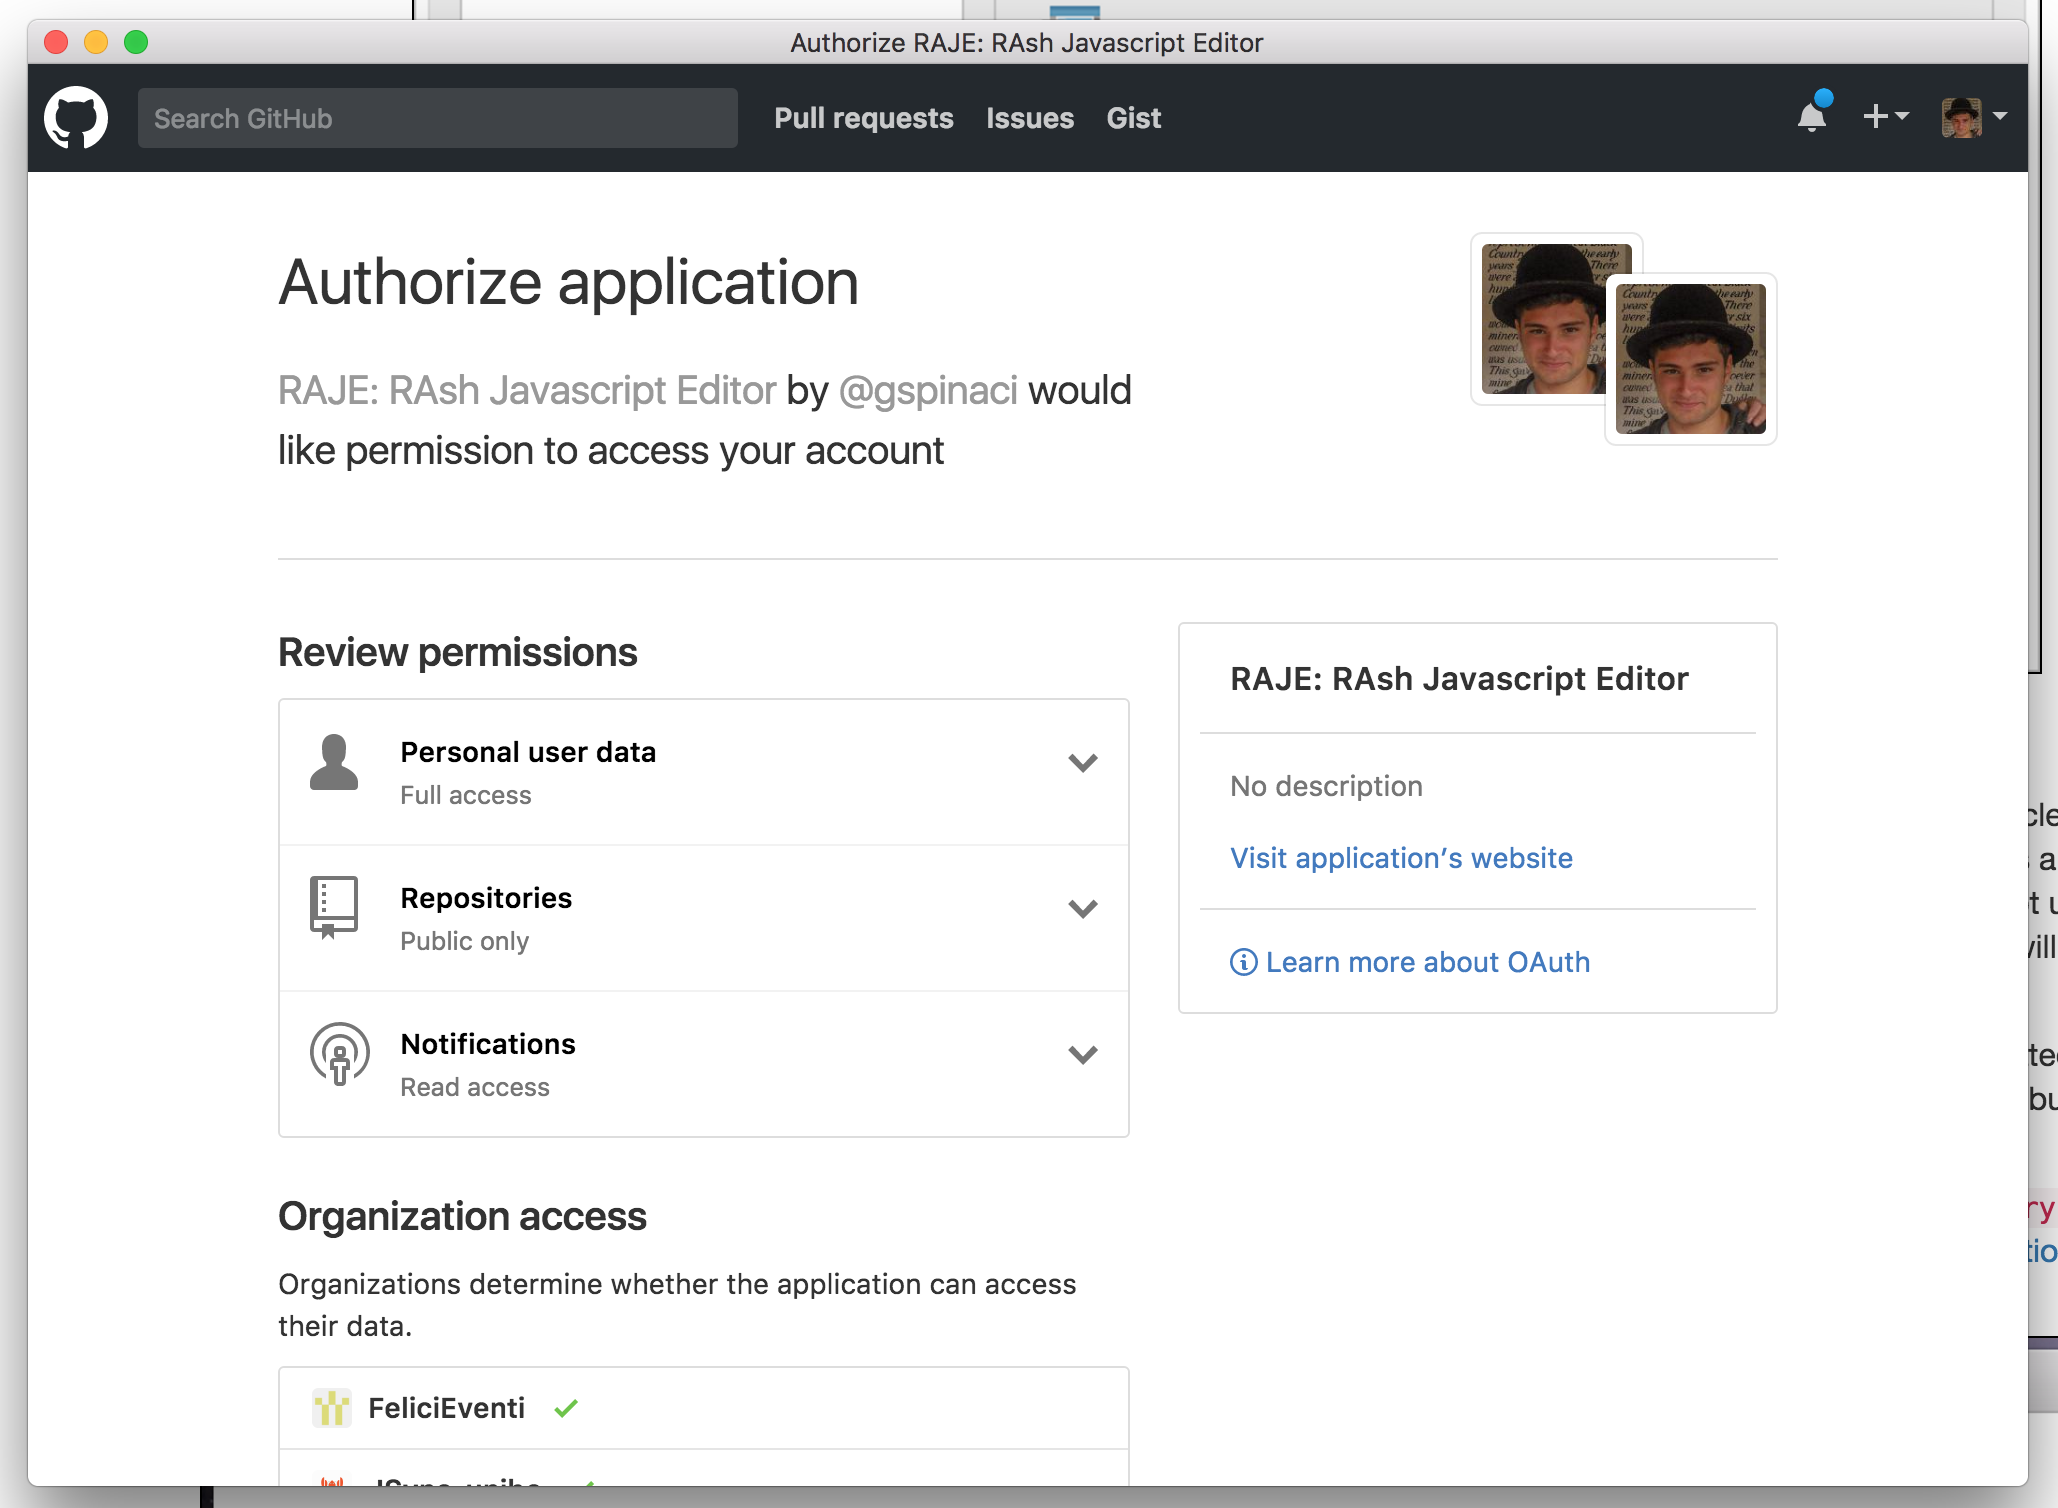 Authorize RAJE: RAsh Javascript Editor
Search GitHub
Pull requests
Issues
Gist
Authorize application
RAJE: RAsh Javascript Editor by @gspinaci would
like permission to access your account
Review permissions
Personal user data
Full access
Repositories
Public only
Notifications
Read access
RAJE: RAsh Javascript Editor
No description
Visit application’s website
Learn more about OAuth
Organization access
Organizations determine whether the application can access
their data.
FeliciEventi